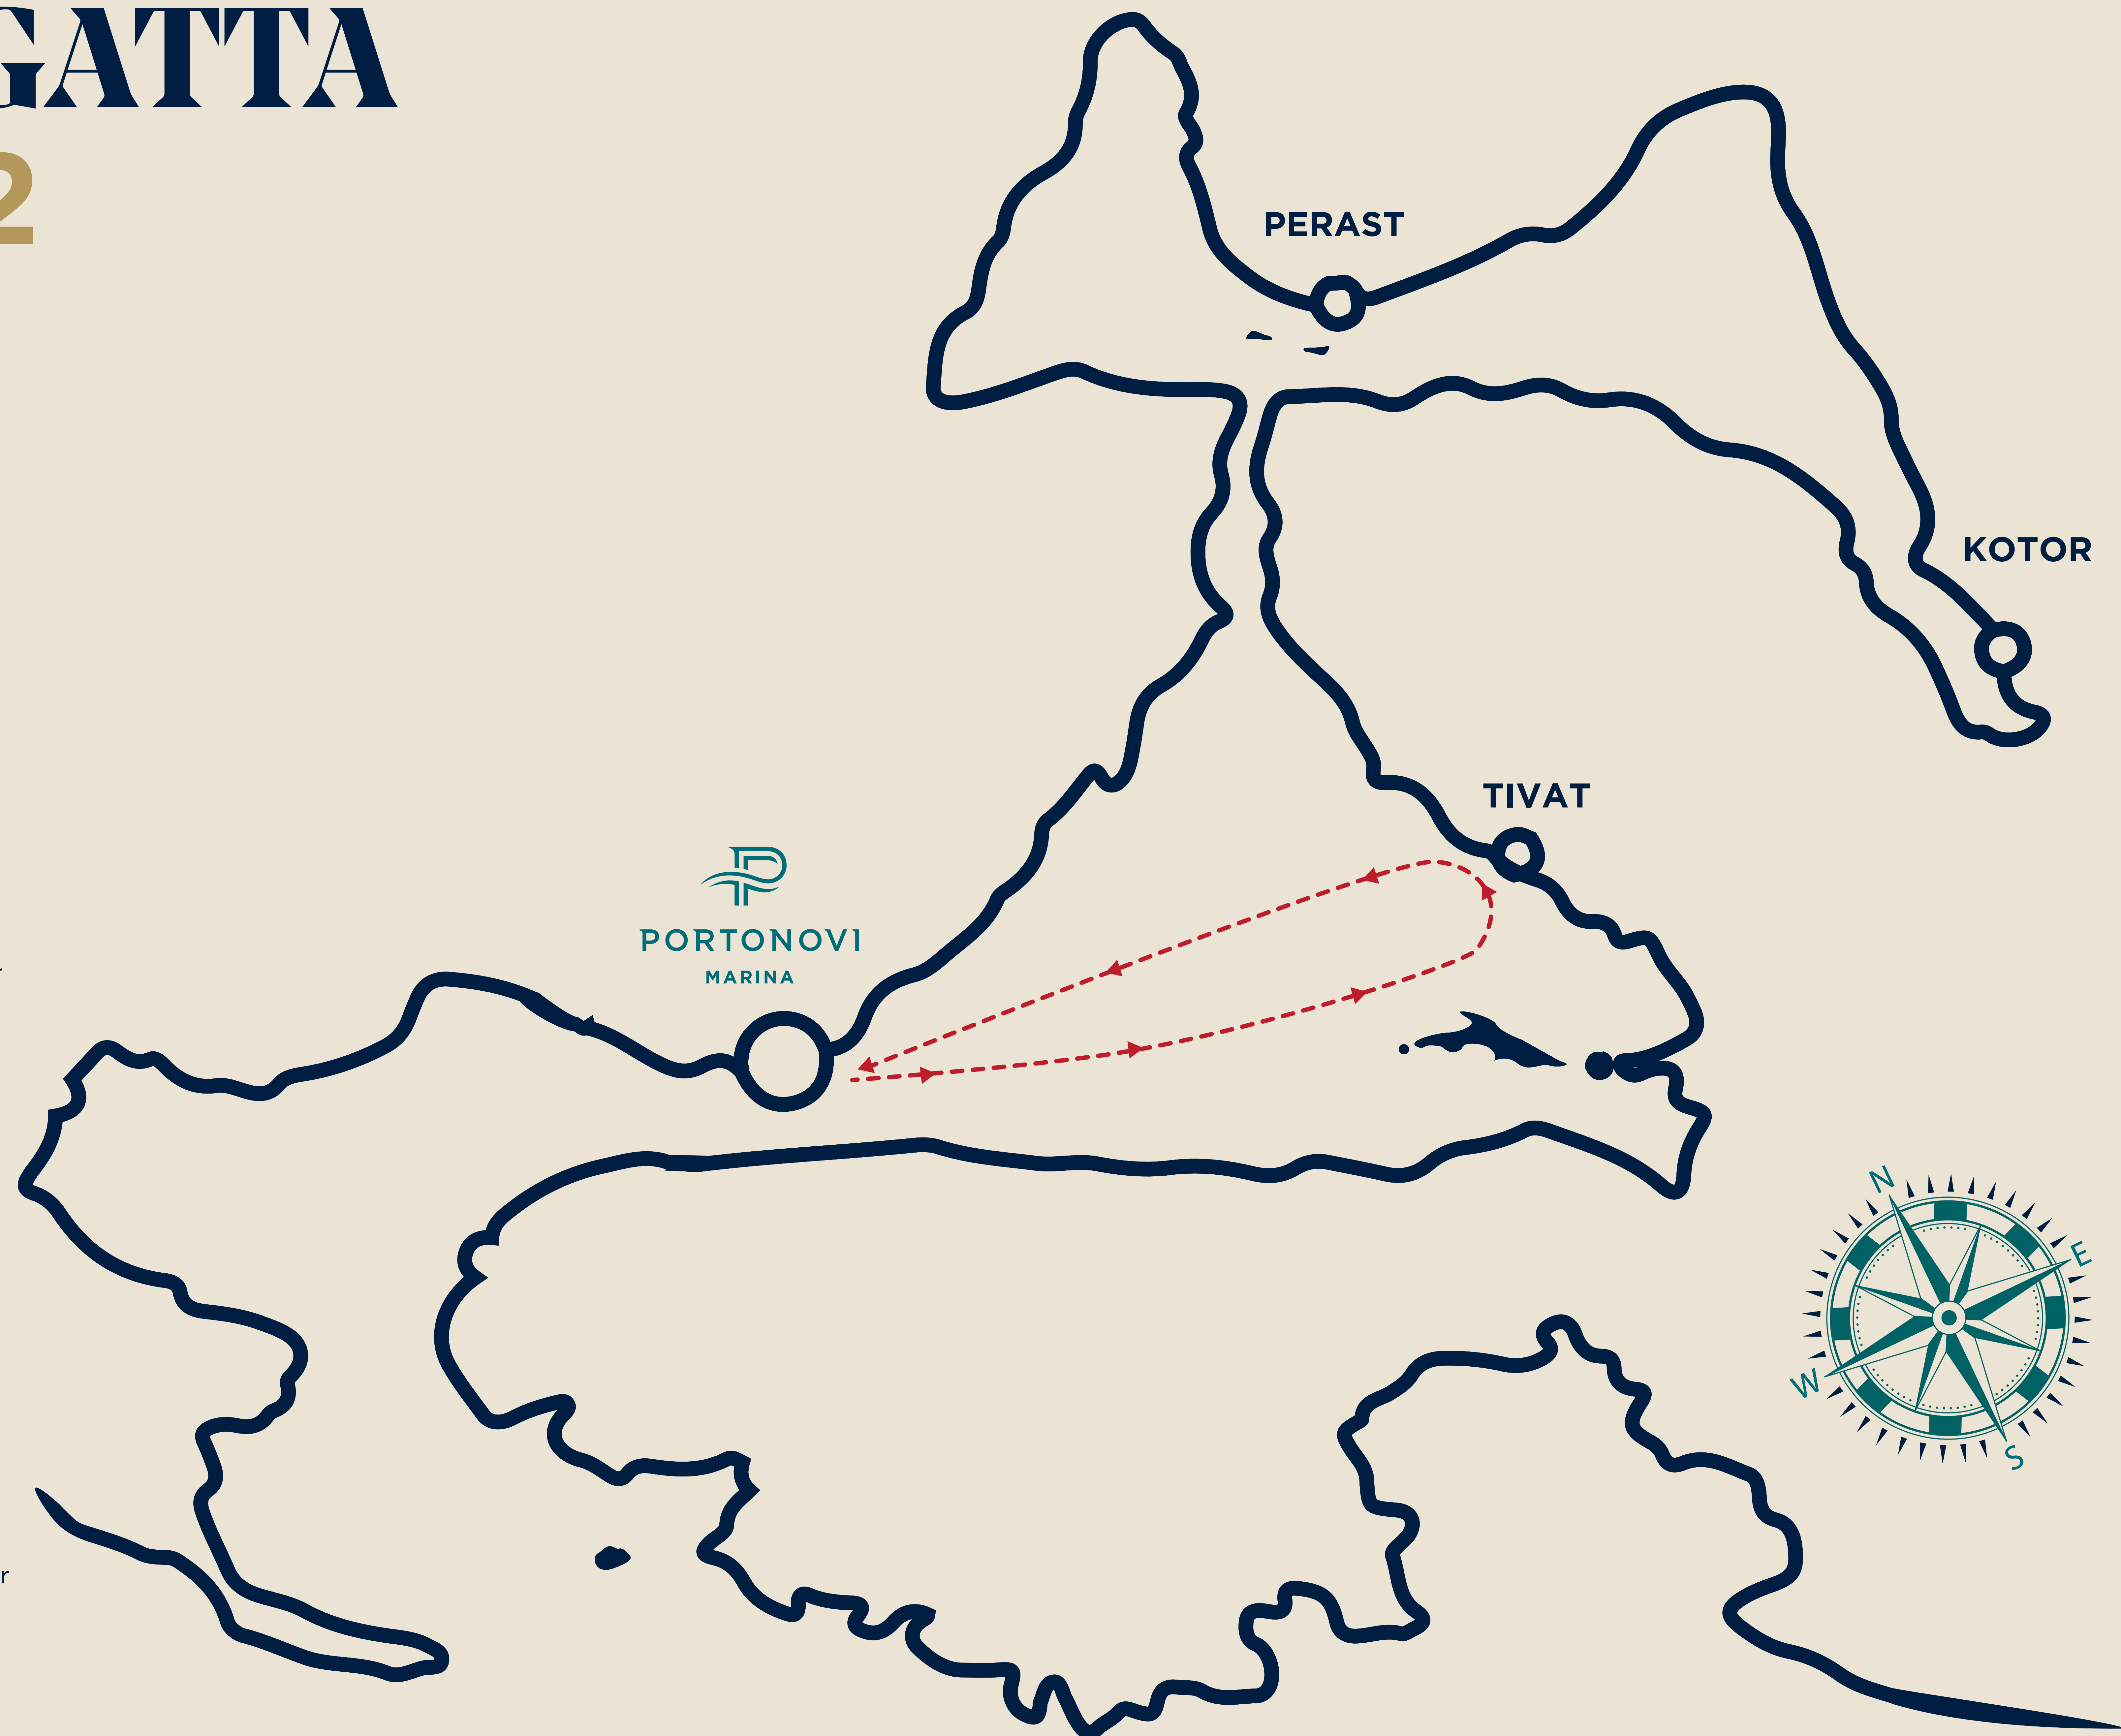 GATTA
2
PERAST
KOTOR
TIVAT
PORTONOVI
MARINA
N
E
W
S
r